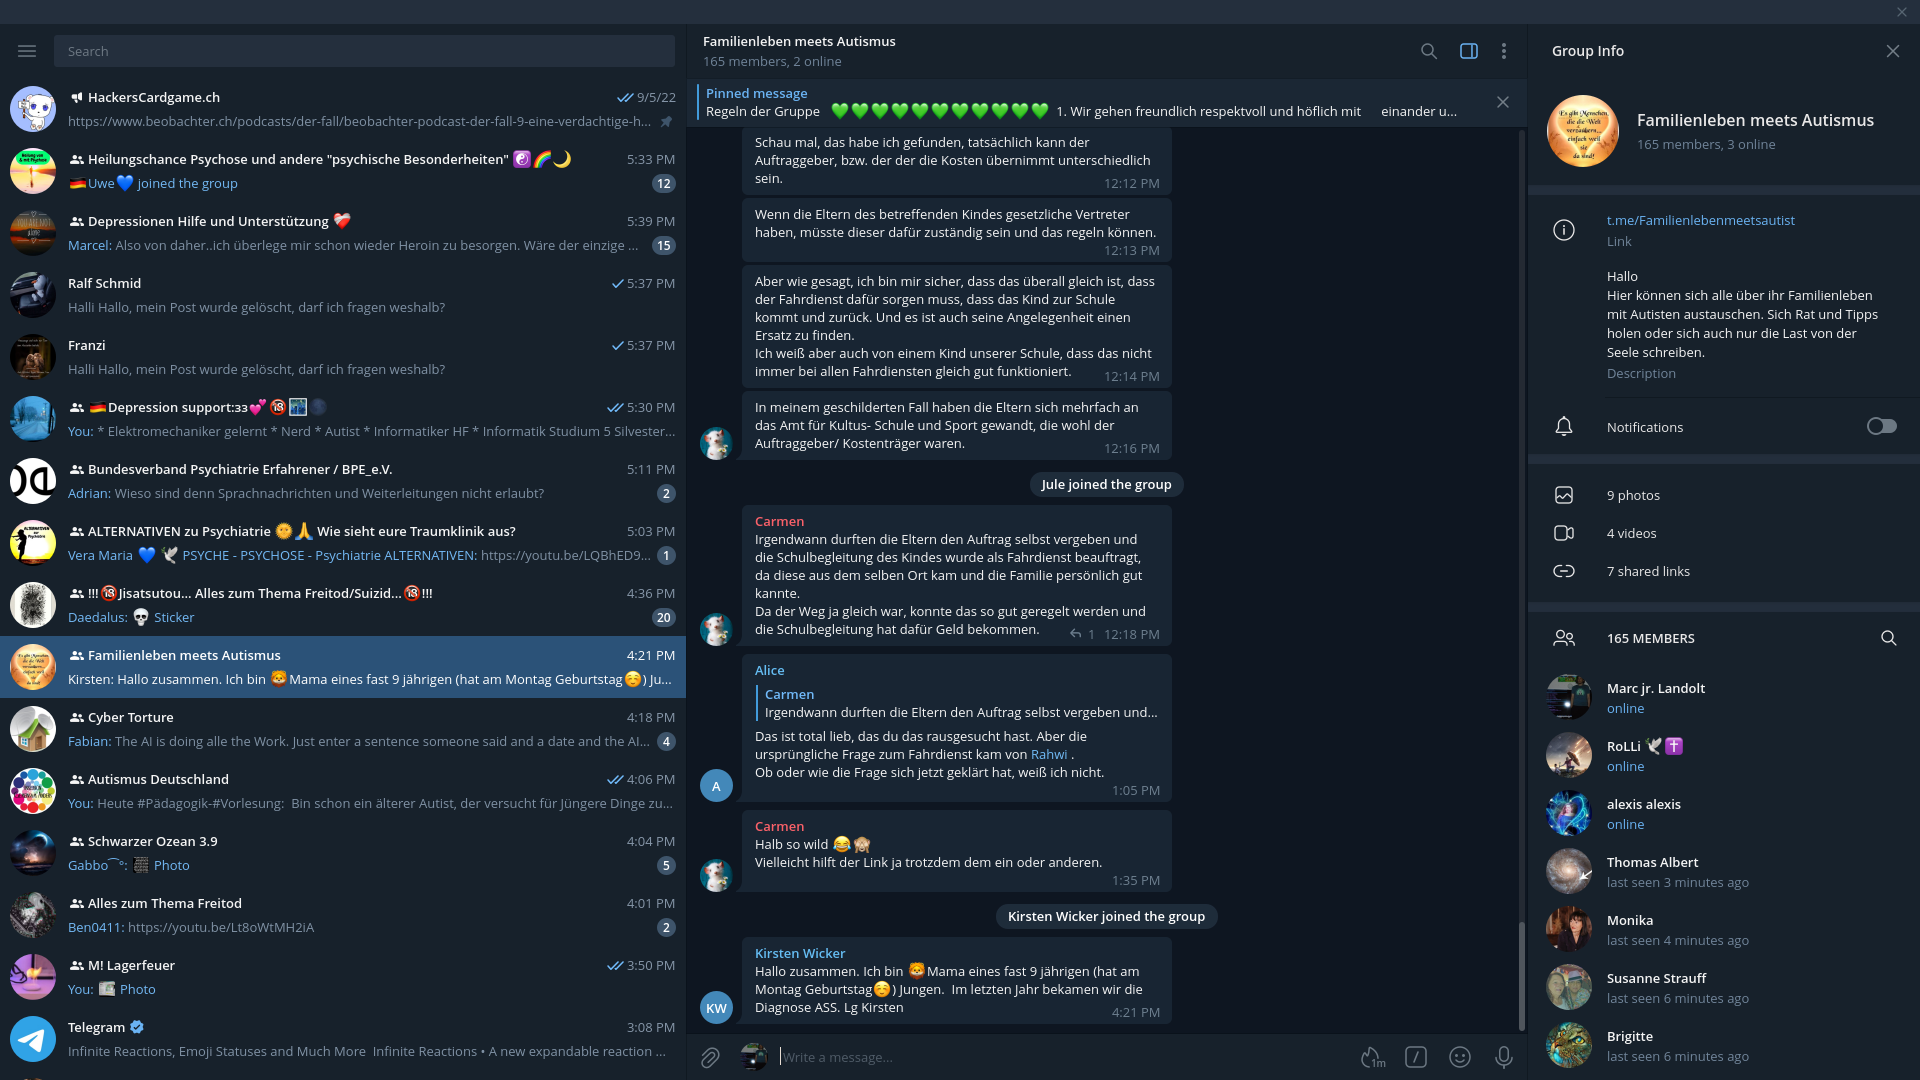 Search
HackersCardgame.ch 9/5/22
https://www.beobachter.ch/podcasts/der-fall/beobachter-podcast-der-fall-9-eine-verdachtige-h...
Heilungschance Psychose und andere "psychische Besonderheiten" ☯️🌈🌙 5:33 PM
🇩🇪Uwe💙 joined the group 12
Depressionen Hilfe und Unterstützung ❤️‍🩹 5:39 PM
Marcel: Also von daher..ich überlege mir schon wieder Heroin zu besorgen. Wäre der einzige ... 15
Ralf Schmid 5:37 PM
Halli Hallo, mein Post wurde gelöscht, darf ich fragen weshalb?
Franzi 5:37 PM
Halli Hallo, mein Post wurde gelöscht, darf ich fragen weshalb?
🇩🇪Depression support:33💕🔞🌃🌑 5:30 PM
You: * Elektromechaniker gelernt * Nerd * Autist * Informatiker HF * Informatik Studium 5 Silvester...
Bundesverband Psychiatrie Erfahrener / BPE_e.V. 5:11 PM
Adrian: Wieso sind denn Sprachnachrichten und Weiterleitungen nicht erlaubt? 2
ALTERNATIVEN zu Psychiatrie 🌞🙏 Wie sieht eure Traumklinik aus? 5:03 PM
Vera Maria 💙 🕊 PSYCHE - PSYCHOSE - Psychiatrie ALTERNATIVEN: https://youtu.be/LQBhED9... 1
!!!🔞Jisatsutou... Alles zum Thema Freitod/Suizid...🔞!!! 4:36 PM
Daedalus: 💀 Sticker 20
Familienleben meets Autismus 4:21 PM
Kirsten: Hallo zusammen. Ich bin 🦁Mama eines fast 9 jährigen (hat am Montag Geburtstag☺️) Ju...
Cyber Torture 4:18 PM
Fabian: The AI is doing alle the Work. Just enter a sentence someone said and a date and the AI... 4
Autismus Deutschland 4:06 PM
You: Heute #Pädagogik-#Vorlesung: Bin schon ein älterer Autist, der versucht für Jüngere Dinge zu...
Schwarzer Ozean 3.9 4:04 PM
Gabbo⁀°: Photo 5
Alles zum Thema Freitod 4:01 PM
Ben0411: https://youtu.be/Lt8oWtMH2iA 2
M! Lagerfeuer 3:50 PM
You: Photo
Telegram 3:08 PM
Infinite Reactions, Emoji Statuses and Much More Infinite Reactions • A new expandable reaction ...
Familienleben meets Autismus
165 members, 2 online
Pinned message
Regeln der Gruppe 💚💚💚💚💚💚💚💚💚💚💚 1. Wir gehen freundlich respektvoll und höflich mit einander u...
Schau mal, das habe ich gefunden, tatsächlich kann der
Auftraggeber, bzw. der der die Kosten übernimmt unterschiedlich
sein. 12:12 PM
Wenn die Eltern des betreffenden Kindes gesetzliche Vertreter
haben, müsste dieser dafür zuständig sein und das regeln können.
12:13 PM
Aber wie gesagt, ich bin mir sicher, dass das überall gleich ist, dass
der Fahrdienst dafür sorgen muss, dass das Kind zur Schule
kommt und zurück. Und es ist auch seine Angelegenheit einen
Ersatz zu finden.
Ich weiß aber auch von einem Kind unserer Schule, dass das nicht
immer bei allen Fahrdiensten gleich gut funktioniert. 12:14 PM
In meinem geschilderten Fall haben die Eltern sich mehrfach an
das Amt für Kultus- Schule und Sport gewandt, die wohl der
Auftraggeber/ Kostenträger waren. 12:16 PM
Jule joined the group
Carmen
Irgendwann durften die Eltern den Auftrag selbst vergeben und
die Schulbegleitung des Kindes wurde als Fahrdienst beauftragt,
da diese aus dem selben Ort kam und die Familie persönlich gut
kannte.
Da der Weg ja gleich war, konnte das so gut geregelt werden und
die Schulbegleitung hat dafür Geld bekommen. 1 12:18 PM
Alice
Carmen
Irgendwann durften die Eltern den Auftrag selbst vergeben und...
Das ist total lieb, das du das rausgesucht hast. Aber die
ursprüngliche Frage zum Fahrdienst kam von Rahwi .
Ob oder wie die Frage sich jetzt geklärt hat, weiß ich nicht.
A 1:05 PM
Carmen
Halb so wild 😂🙈
Vielleicht hilft der Link ja trotzdem dem ein oder anderen.
1:35 PM
Kirsten Wicker joined the group
Kirsten Wicker
Hallo zusammen. Ich bin 🦁Mama eines fast 9 jährigen (hat am
Montag Geburtstag☺️) Jungen. Im letzten Jahr bekamen wir die
Diagnose ASS. Lg Kirsten 4:21 PM
KW
Write a message...
1m
Group Info
Familienleben meets Autismus
165 members, 3 online
t.me/Familienlebenmeetsautist
Link
Hallo
Hier können sich alle über ihr Familienleben
mit Autisten austauschen. Sich Rat und Tipps
holen oder sich auch nur die Last von der
Seele schreiben.
Description
Notifications
9 photos
4 videos
7 shared links
165 MEMBERS
Marc jr. Landolt
online
RoLLi 🕊✝️
online
alexis alexis
online
Thomas Albert
last seen 3 minutes ago
Monika
last seen 4 minutes ago
Susanne Strauff
last seen 6 minutes ago
Brigitte
last seen 6 minutes ago